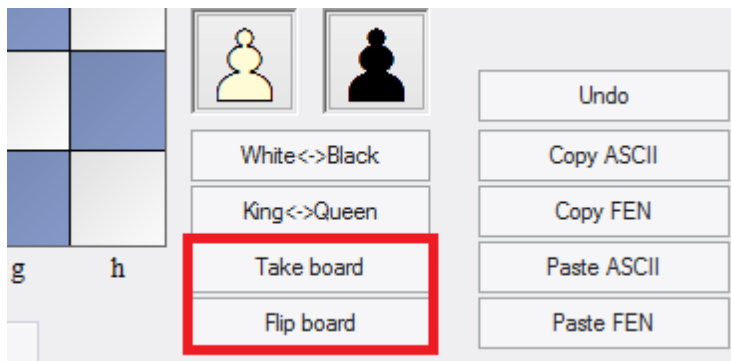 Undo
White<->Black
Copy ASCII
King<->Queen
Copy FEN
g
h
Take board
Paste ASCII
Flip board
Paste FEN